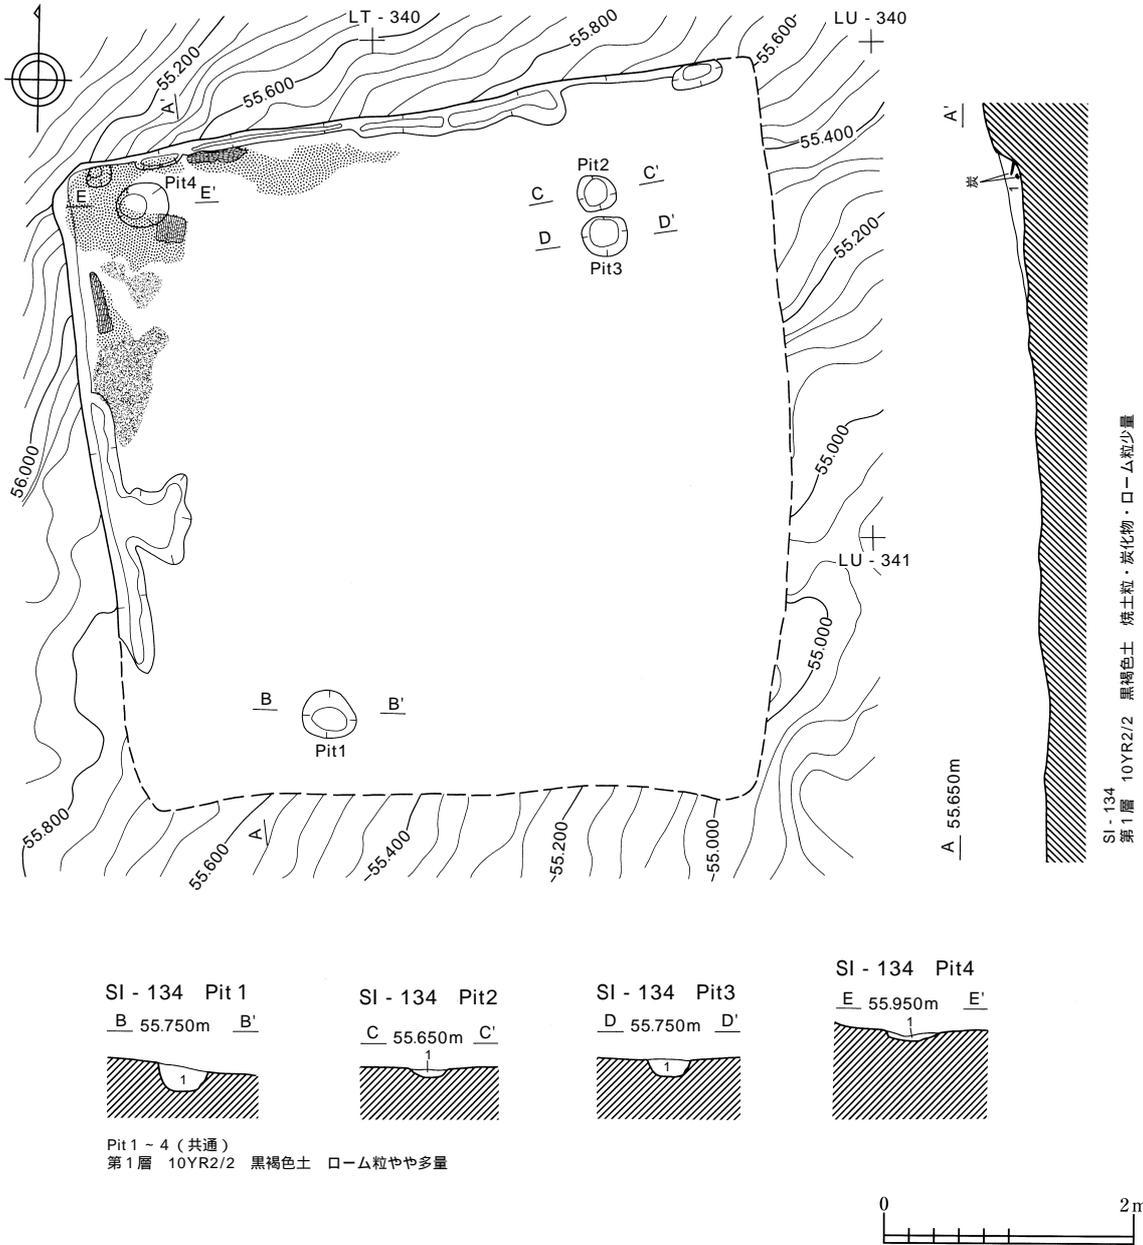 LT - 340
LU - 340
55.200
55.600
55.800
55.600
A'
A'
55.400
Pit2
C
C'
E
Pit4
E'
炭
1
D
D'
Pit3
55.200
56.000
55.000
LU - 341
55.000
B
B'
Pit1
A 55.650m
SI - 134
第1層 10YR2/2 黒褐色土 焼土粒・炭化物・ローム粒少量
55.800
A
55.600
55.400
55.200
55.000
SI - 134 Pit 1
B 55.750m B'
1
SI - 134 Pit2
C 55.650m C'
1
SI - 134 Pit3
D 55.750m D'
1
SI - 134 Pit4
E 55.950m E'
1
Pit 1 ~ 4 (共通)
第1層 10YR2/2 黒褐色土 ローム粒やや多量
0 2m